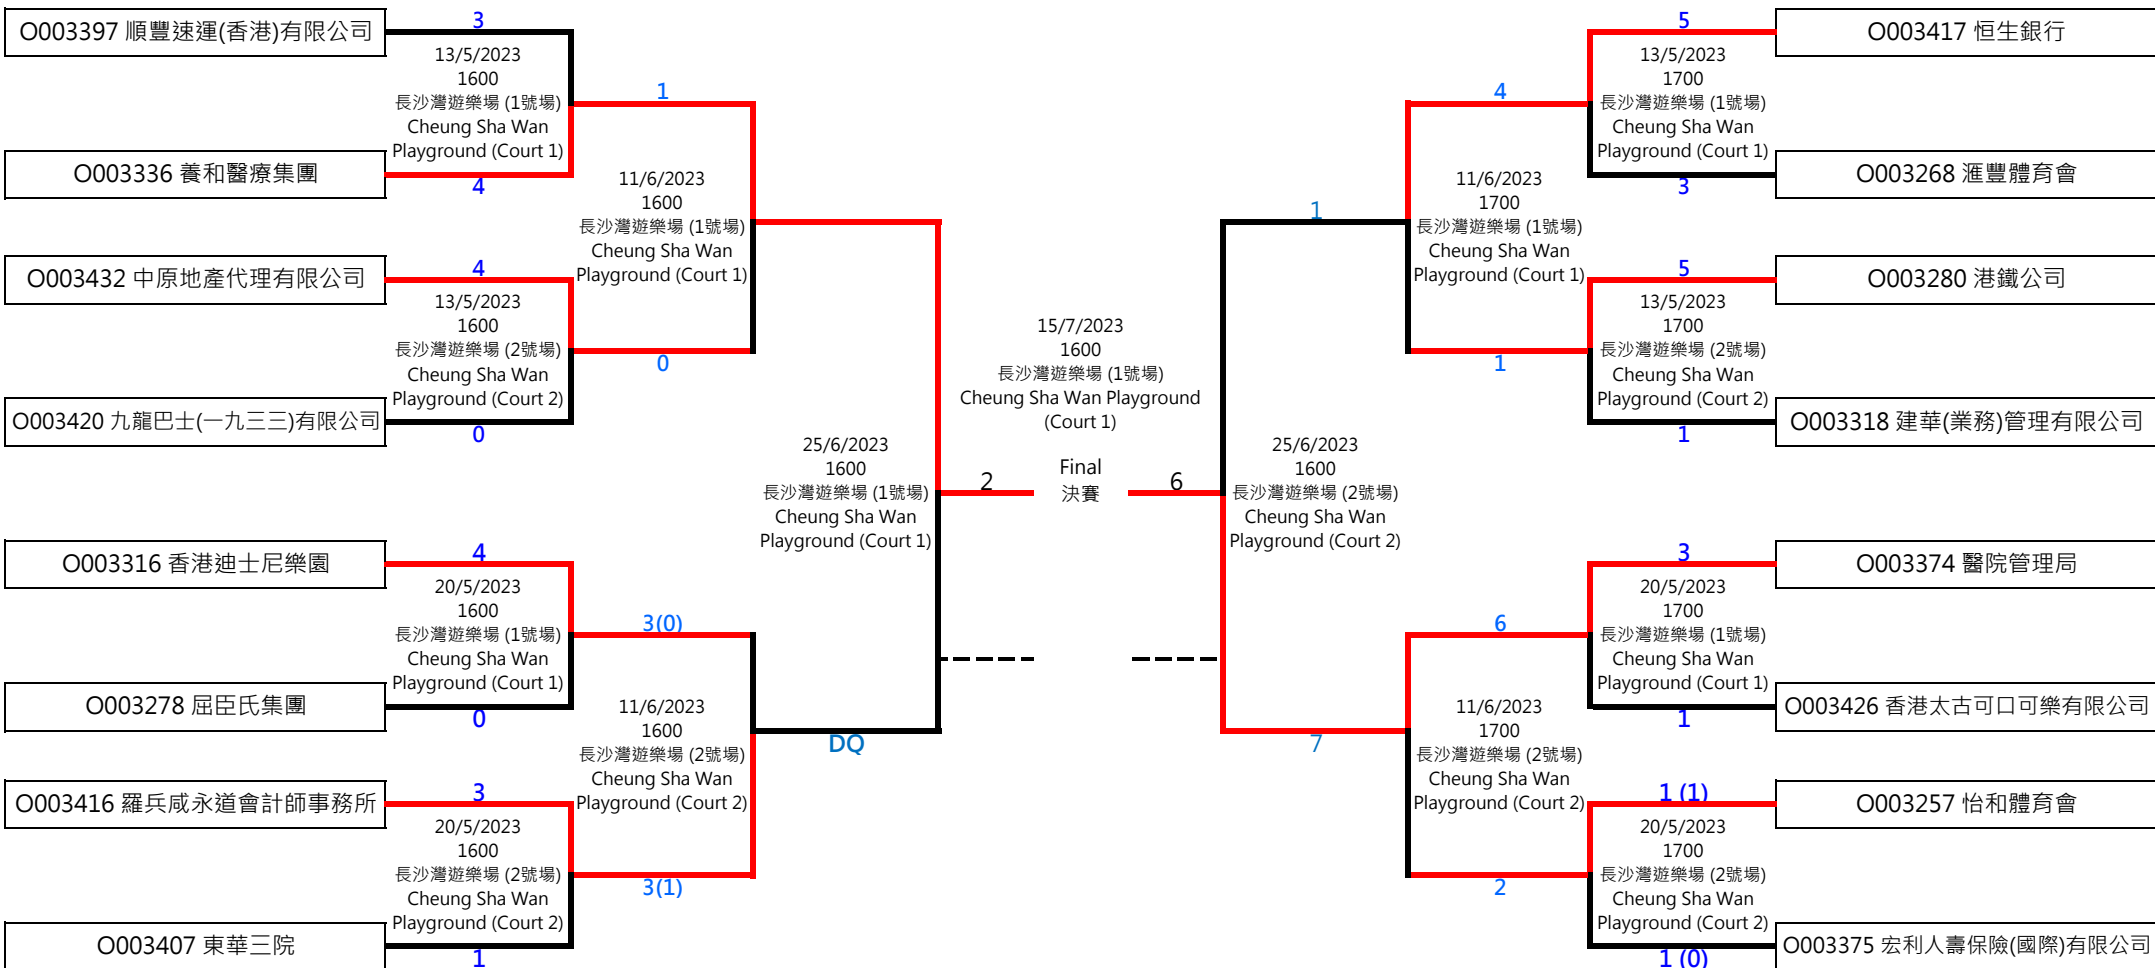 O003397 順豐速運(香港)有限公司
3
13/5/2023
1600
長沙灣遊樂場 (1號場)
Cheung Sha Wan
Playground (Court 1)
O003336 養和醫療集團
4
1
11/6/2023
1600
長沙灣遊樂場 (1號場)
Cheung Sha Wan
Playground (Court 1)
O003432 中原地產代理有限公司
4
13/5/2023
1600
長沙灣遊樂場 (2號場)
Cheung Sha Wan
Playground (Court 2)
O003420 九龍巴士(一九三三)有限公司
0
0
25/6/2023
1600
長沙灣遊樂場 (1號場)
Cheung Sha Wan
Playground (Court 1)
O003316 香港迪士尼樂園
4
20/5/2023
1600
長沙灣遊樂場 (1號場)
Cheung Sha Wan
Playground (Court 1)
O003278 屈臣氏集團
0
3(0)
11/6/2023
1600
長沙灣遊樂場 (2號場)
Cheung Sha Wan
Playground (Court 2)
DQ
O003416 羅兵咸永道會計師事務所
3
20/5/2023
1600
長沙灣遊樂場 (2號場)
Cheung Sha Wan
Playground (Court 2)
O003407 東華三院
1
3(1)
15/7/2023
1600
長沙灣遊樂場 (1號場)
Cheung Sha Wan Playground
(Court 1)
2
Final
決賽
6
5
O003417 恒生銀行
13/5/2023
1700
長沙灣遊樂場 (1號場)
Cheung Sha Wan
Playground (Court 1)
3
O003268 滙豐體育會
4
11/6/2023
1700
長沙灣遊樂場 (1號場)
Cheung Sha Wan
Playground (Court 1)
1
1
5
O003280 港鐵公司
13/5/2023
1700
長沙灣遊樂場 (2號場)
Cheung Sha Wan
Playground (Court 2)
1
O003318 建華(業務)管理有限公司
25/6/2023
1600
長沙灣遊樂場 (2號場)
Cheung Sha Wan
Playground (Court 2)
3
O003374 醫院管理局
20/5/2023
1700
長沙灣遊樂場 (1號場)
Cheung Sha Wan
Playground (Court 1)
1
O003426 香港太古可口可樂有限公司
6
11/6/2023
1700
長沙灣遊樂場 (2號場)
Cheung Sha Wan
Playground (Court 2)
7
2
1 (1)
O003257 怡和體育會
20/5/2023
1700
長沙灣遊樂場 (2號場)
Cheung Sha Wan
Playground (Court 2)
1 (0)
O003375 宏利人壽保險(國際)有限公司